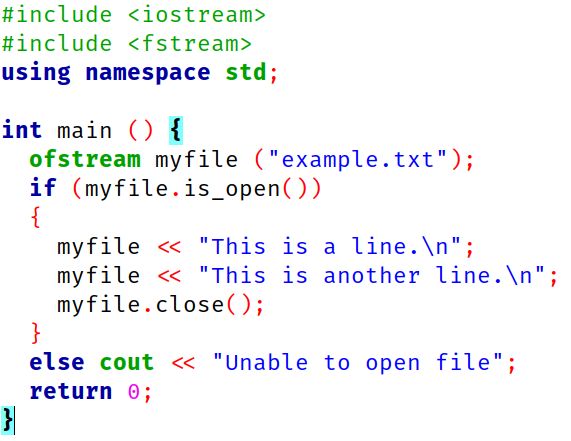 #include <iostream>
#include <fstream>
using namespace std;

int main () {
  ofstream myfile ("example.txt");
  if (myfile.is_open())
  {
    myfile << "This is a line.\n";
    myfile << "This is another line.\n";
    myfile.close();
  }
  else cout << "Unable to open file";
  return 0;
}